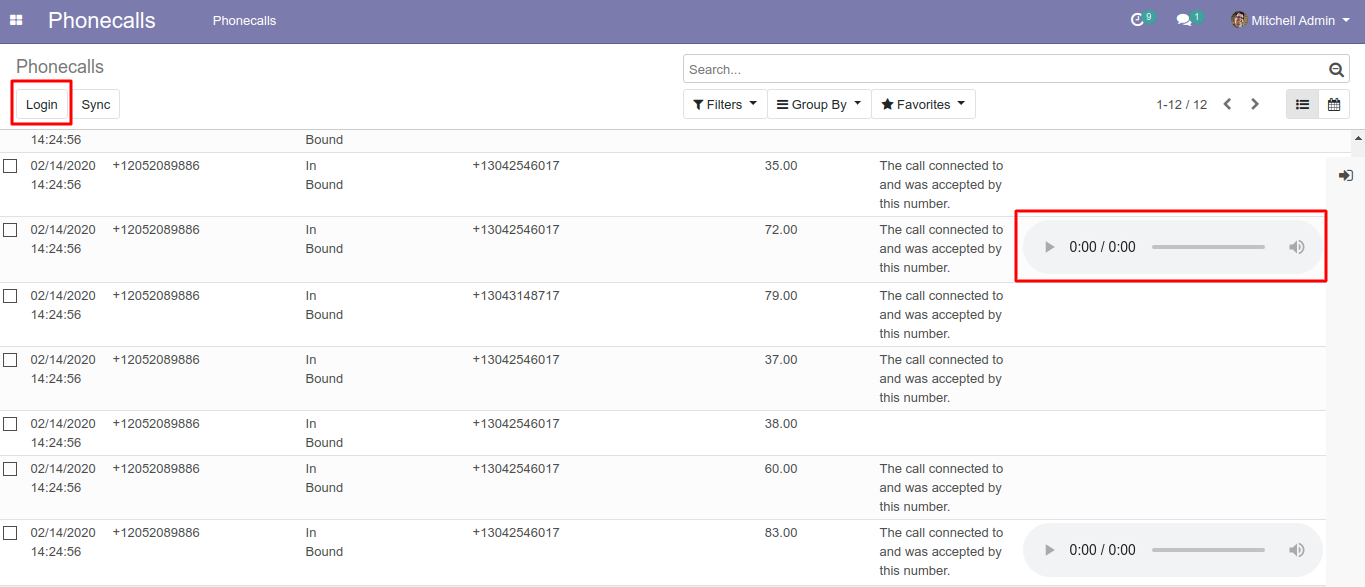 Phonecalls Phonecalls 9 1 Mitchell Admin
Phonecalls Search...
Login Sync Filters Group By Favorites 1-12 / 12
14:24:56 Bound
02/14/2020 +12052089886 In +13042546017 35.00 The call connected to
14:24:56 Bound and was accepted by
this number.
02/14/2020 +12052089886 In +13042546017 72.00 The call connected to
14:24:56 Bound and was accepted by 0:00 / 0:00
this number.
02/14/2020 +12052089886 In +13043148717 79.00 The call connected to
14:24:56 Bound and was accepted by
this number.
02/14/2020 +12052089886 In +13042546017 37.00 The call connected to
14:24:56 Bound and was accepted by
this number.
02/14/2020 +12052089886 In +13042546017 38.00
14:24:56 Bound
02/14/2020 +12052089886 In +13042546017 60.00 The call connected to
14:24:56 Bound and was accepted by
this number.
02/14/2020 +12052089886 In +13042546017 83.00 The call connected to
14:24:56 Bound and was accepted by 0:00 / 0:00
this number.